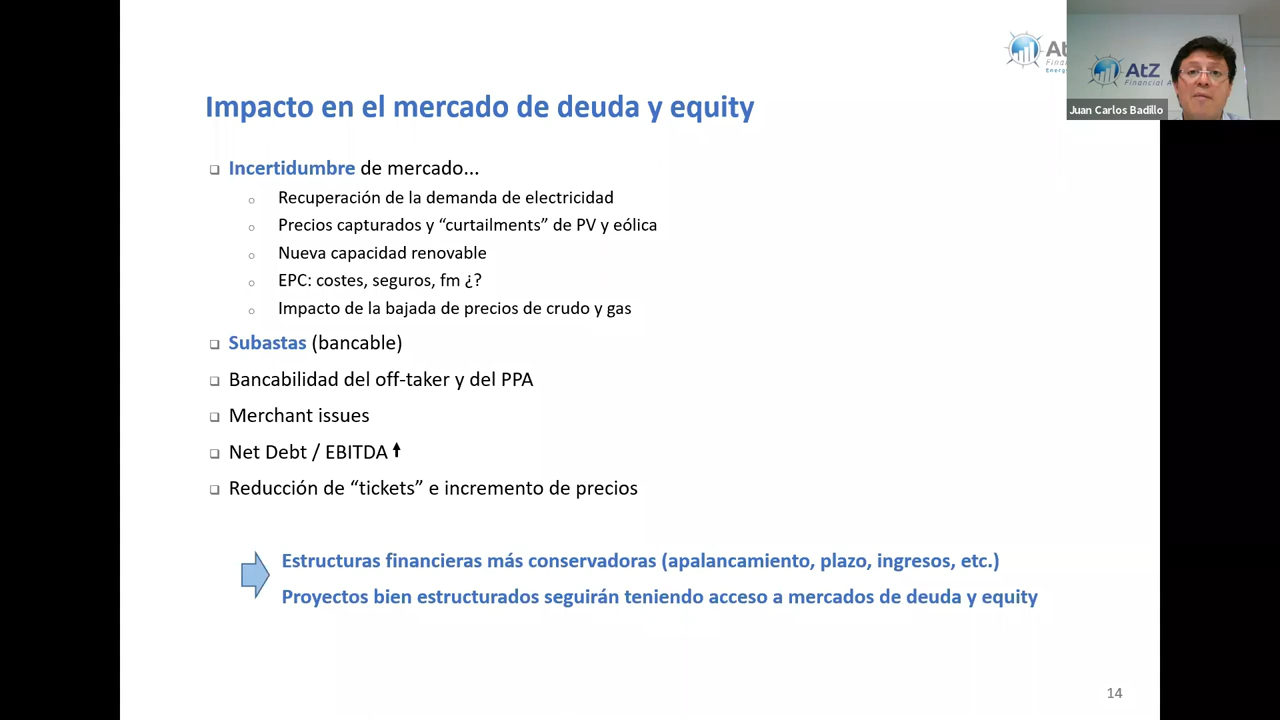 Impacto en el mercado de deuda y equity
Incertidumbre de mercado...
Recuperación de la demanda de electricidad
Precios capturados y “curtailments” de PV y eólica
Nueva capacidad renovable
EPC: costes, seguros, fm ¿?
Impacto de la bajada de precios de crudo y gas
Subastas (bancable)
Bancabilidad del off-taker y del PPA
Merchant issues
Net Debt / EBITDA
Reducción de “tickets” e incremento de precios
Estructuras financieras más conservadoras (apalancamiento, plazo, ingresos, etc.)
Proyectos bien estructurados seguirán teniendo acceso a mercados de deuda y equity
14
AtZ
Financial
Juan Carlos Badillo